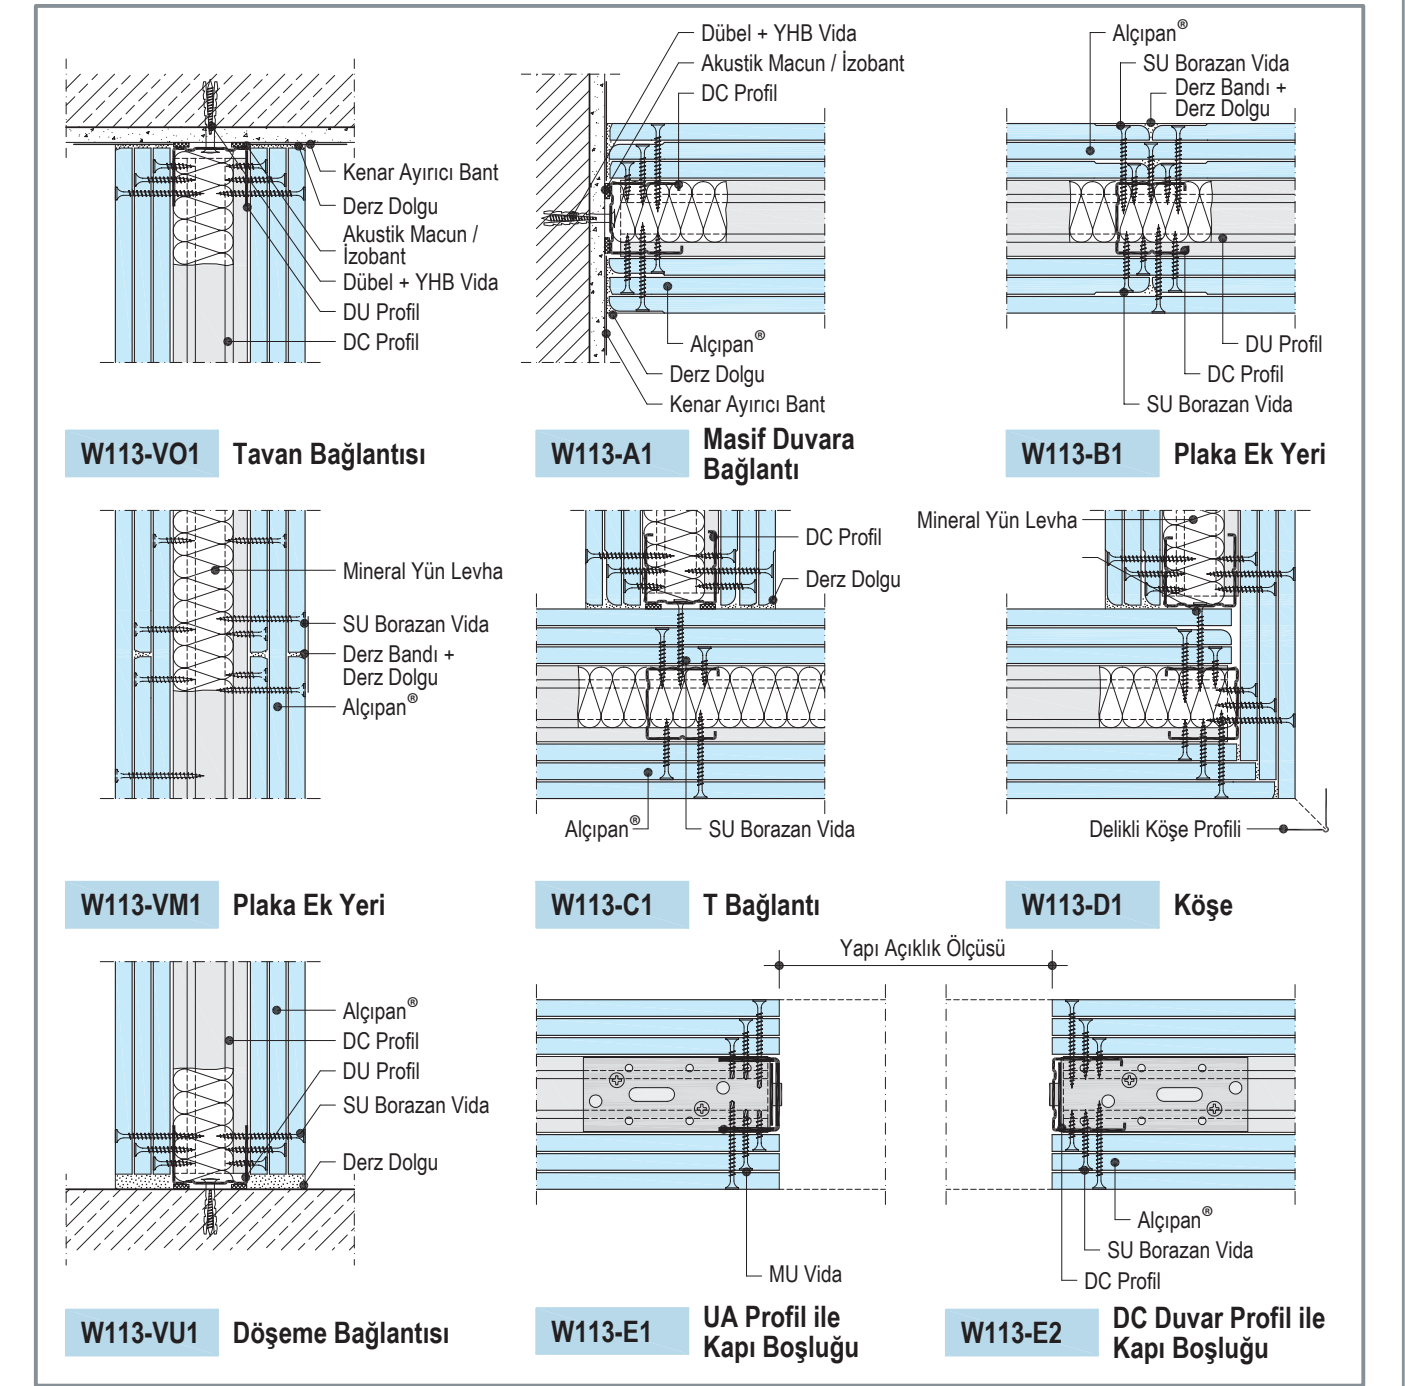 Kenar Ayırıcı Bant
Derz Dolgu
Akustik Macun /
İzobant
Dübel + YHB Vida
DU Profil
DC Profil
W113-VO1 Tavan Bağlantısı
Dübel + YHB Vida
Akustik Macun / İzobant
DC Profil
Alçıpan®
Derz Dolgu
Kenar Ayırıcı Bant
W113-A1 Masif Duvara
Bağlantı
Alçıpan®
SU Borazan Vida
Derz Bandı +
Derz Dolgu
DU Profil
DC Profil
SU Borazan Vida
W113-B1 Plaka Ek Yeri
Mineral Yün Levha
SU Borazan Vida
Derz Bandı +
Derz Dolgu
Alçıpan®
W113-VM1 Plaka Ek Yeri
DC Profil
Derz Dolgu
Alçıpan®
SU Borazan Vida
W113-C1 T Bağlantı
Mineral Yün Levha
Delikli Köşe Profili
W113-D1 Köşe
Alçıpan®
DC Profil
DU Profil
SU Borazan Vida
Derz Dolgu
W113-VU1 Döşeme Bağlantısı
Yapı Açıklık Ölçüsü
MU Vida
W113-E1 UA Profil ile
Kapı Boşluğu
Alçıpan®
SU Borazan Vida
DC Profil
W113-E2 DC Duvar Profil ile
Kapı Boşluğu